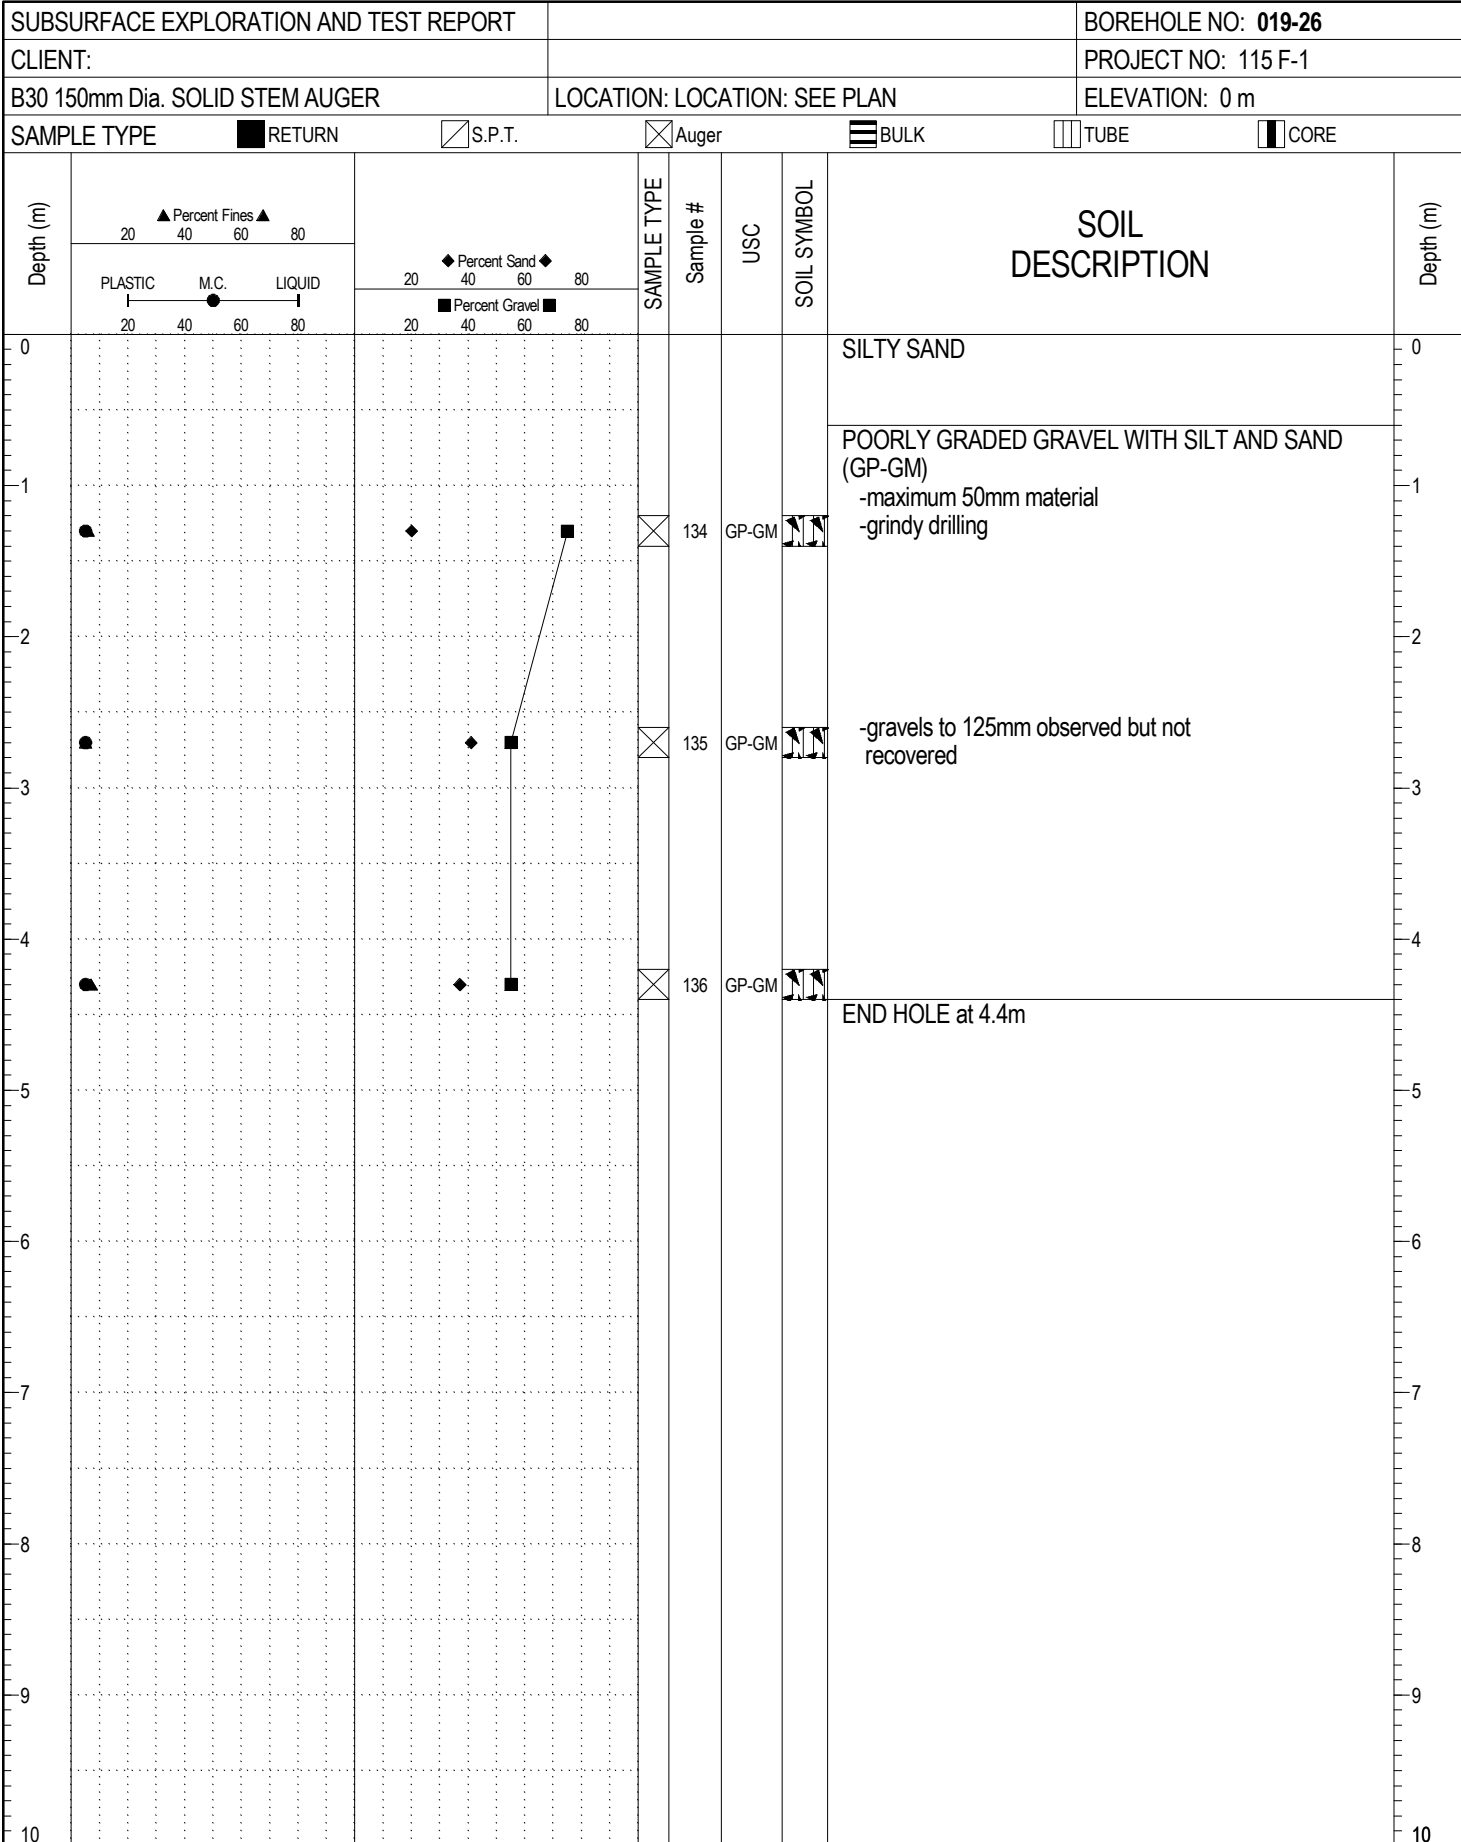 SUBSURFACE EXPLORATION AND TEST REPORT
BOREHOLE NO: 019-26
CLIENT:
PROJECT NO: 115 F-1
B30 150mm Dia. SOLID STEM AUGER
LOCATION: LOCATION: SEE PLAN
ELEVATION: 0 m
SAMPLE TYPE
RETURN
S.P.T.
Auger
BULK
TUBE
CORE
Depth (m)
Percent Fines
20 40 60 80
PLASTIC M.C. LIQUID
20 40 60 80
Percent Sand
20 40 60 80
Percent Gravel
20 40 60 80
SAMPLE TYPE
Sample #
USC
SOIL SYMBOL
SOIL
DESCRIPTION
Depth (m)
0
SILTY SAND
0
POORLY GRADED GRAVEL WITH SILT AND SAND
(GP-GM)
1
-maximum 50mm material
1
134 GP-GM
-grindy drilling
2
2
135 GP-GM
-gravels to 125mm observed but not
recovered
3
3
4
4
136 GP-GM
END HOLE at 4.4m
5
5
6
6
7
7
8
8
9
9
10
10